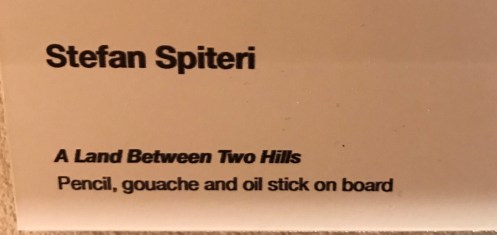 Stefan Spiteri
A Land Between Two Hills
Pencil, gouache and oil stick on board